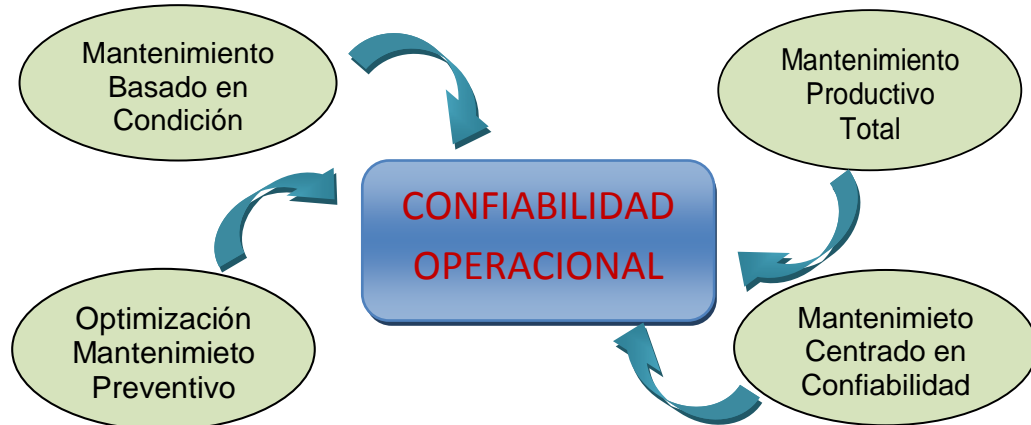 Mantenimiento
Basado en
Condición
Mantenimiento
Productivo
Total
CONFIABILIDAD
OPERACIONAL
Optimización
Mantenimieto
Preventivo
Mantenimieto
Centrado en
Confiabilidad